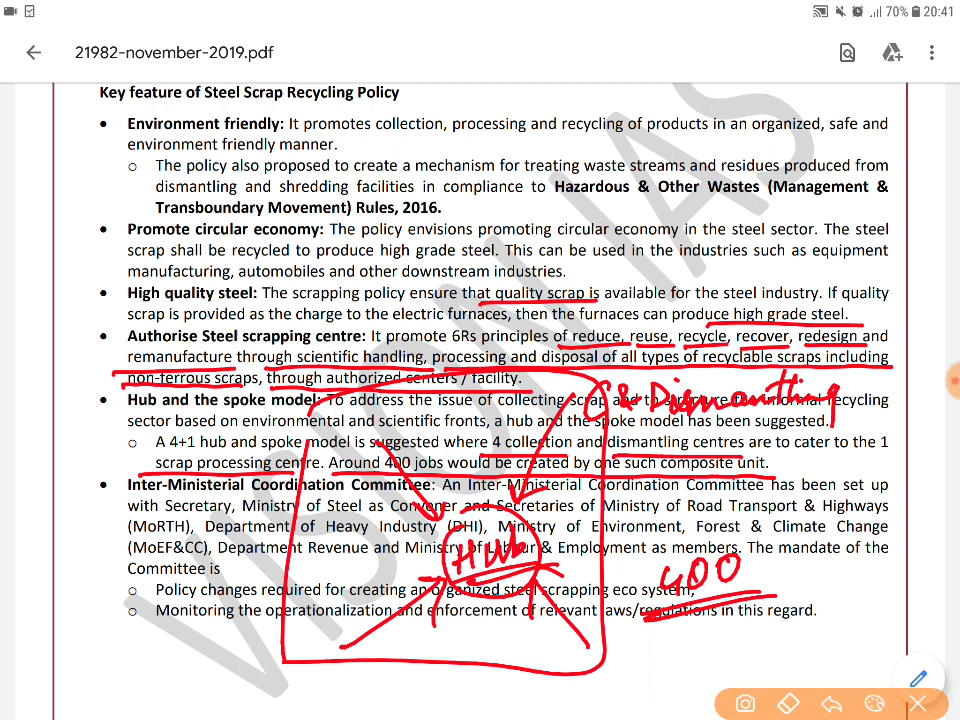 70% 20:41
21982-november-2019.pdf
Key feature of Steel Scrap Recycling Policy
• Environment friendly: It promotes collection, processing and recycling of products in an organized, safe and
environment friendly manner.
o The policy also proposed to create a mechanism for treating waste streams and residues produced from
dismantling and shredding facilities in compliance to Hazardous & Other Wastes (Management &
Transboundary Movement) Rules, 2016.
• Promote circular economy: The policy envisions promoting circular economy in the steel sector. The steel
scrap shall be recycled to produce high grade steel. This can be used in the industries such as equipment
manufacturing, automobiles and other downstream industries.
• High quality steel: The scrapping policy ensure that quality scrap is available for the steel industry. If quality
scrap is provided as the charge to the electric furnaces, then the furnaces can produce high grade steel.
• Authorise Steel scrapping centre: It promote 6Rs principles of reduce, reuse, recycle, recover, redesign and
remanufacture through scientific handling, processing and disposal of all types of recyclable scraps including
non-ferrous scraps, through authorized centers / facility.
• Hub and the spoke model: To address the issue of collecting scrap and to structure the informal recycling
& Dismantling
sector based on environmental and scientific fronts, a hub and the spoke model has been suggested.
o A 4+1 hub and spoke model is suggested where 4 collection and dismantling centres are to cater to the 1
scrap processing centre. Around 400 jobs would be created by one such composite unit.
• Inter-Ministerial Coordination Committee: An Inter-Ministerial Coordination Committee has been set up
with Secretary, Ministry of Steel as Convener and Secretaries of Ministry of Road Transport & Highways
(MoRTH), Department of Heavy Industry (DHI), Ministry of Environment, Forest & Climate Change
(MoEF&CC), Department Revenue and Ministry of Labour & Employment as members. The mandate of the
Hub
Committee is
400
o Policy changes required for creating an organized steel scrapping eco system;
o Monitoring the operationalization and enforcement of relevant laws/regulations in this regard.
VISION IAS